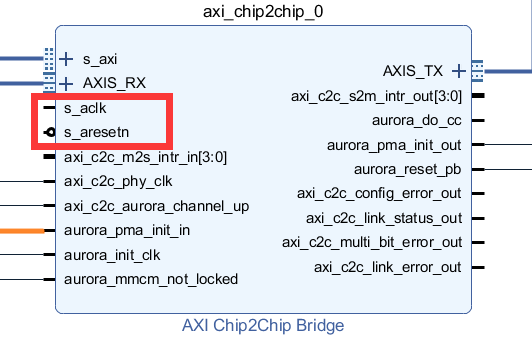 axi_chip2chip_0
s_axi
AXIS_RX
s_aclk
s_aresetn
axi_c2c_m2s_intr_in[3:0]
axi_c2c_phy_clk
axi_c2c_aurora_channel_up
aurora_pma_init_in
aurora_init_clk
aurora_mmcm_not_locked
AXIS_TX
axi_c2c_s2m_intr_out[3:0]
aurora_do_cc
aurora_pma_init_out
aurora_reset_pb
axi_c2c_config_error_out
axi_c2c_link_status_out
axi_c2c_multi_bit_error_out
axi_c2c_link_error_out
AXI Chip2Chip Bridge